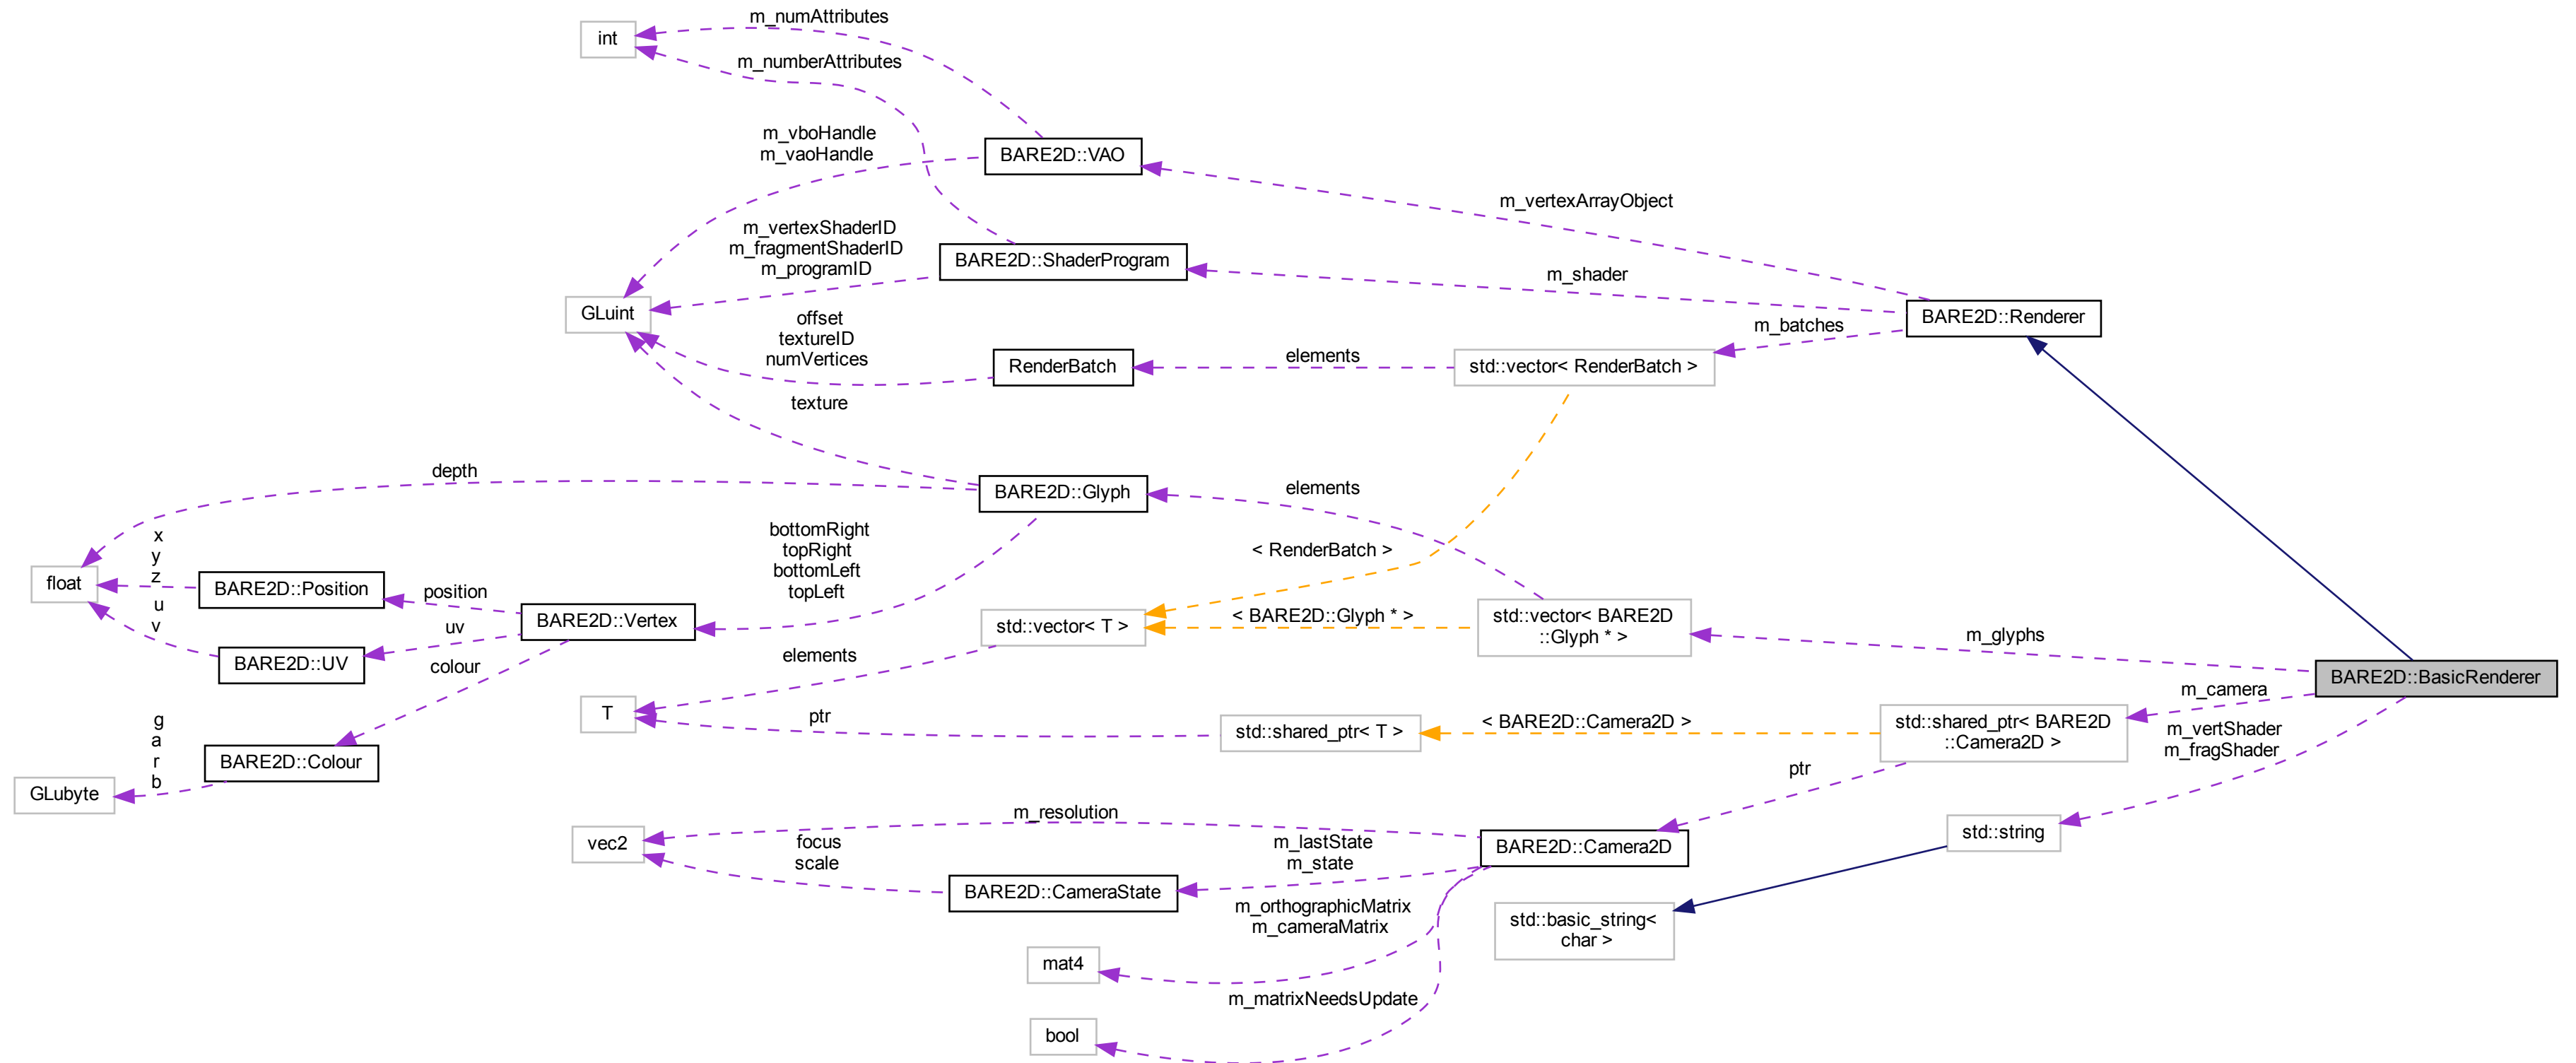 m_numAttributes
int
m_numberAttributes
m_vboHandle
m_vaoHandle
BARE2D::VAO
m_vertexArrayObject
m_vertexShaderID
m_fragmentShaderID
m_programID
BARE2D::ShaderProgram
m_shader
GLuint
BARE2D::Renderer
offset
textureID
numVertices
m_batches
elements
RenderBatch
std::vector< RenderBatch >
texture
depth
BARE2D::Glyph
elements
bottomRight
topRight
bottomLeft
topLeft
< RenderBatch >
x
y
z
float
BARE2D::Position
position
u
v
uv
BARE2D::Vertex
std::vector< T >
< BARE2D::Glyph * >
std::vector< BARE2D
::Glyph * >
m_glyphs
BARE2D::UV
colour
elements
BARE2D::BasicRenderer
m_camera
T
ptr
std::shared_ptr< T >
< BARE2D::Camera2D >
std::shared_ptr< BARE2D
::Camera2D >
m_vertShader
m_fragShader
g
a
r
b
BARE2D::Colour
GLubyte
ptr
m_resolution
vec2
focus
scale
m_lastState
m_state
BARE2D::Camera2D
std::string
BARE2D::CameraState
m_orthographicMatrix
m_cameraMatrix
std::basic_string<
char >
mat4
m_matrixNeedsUpdate
bool